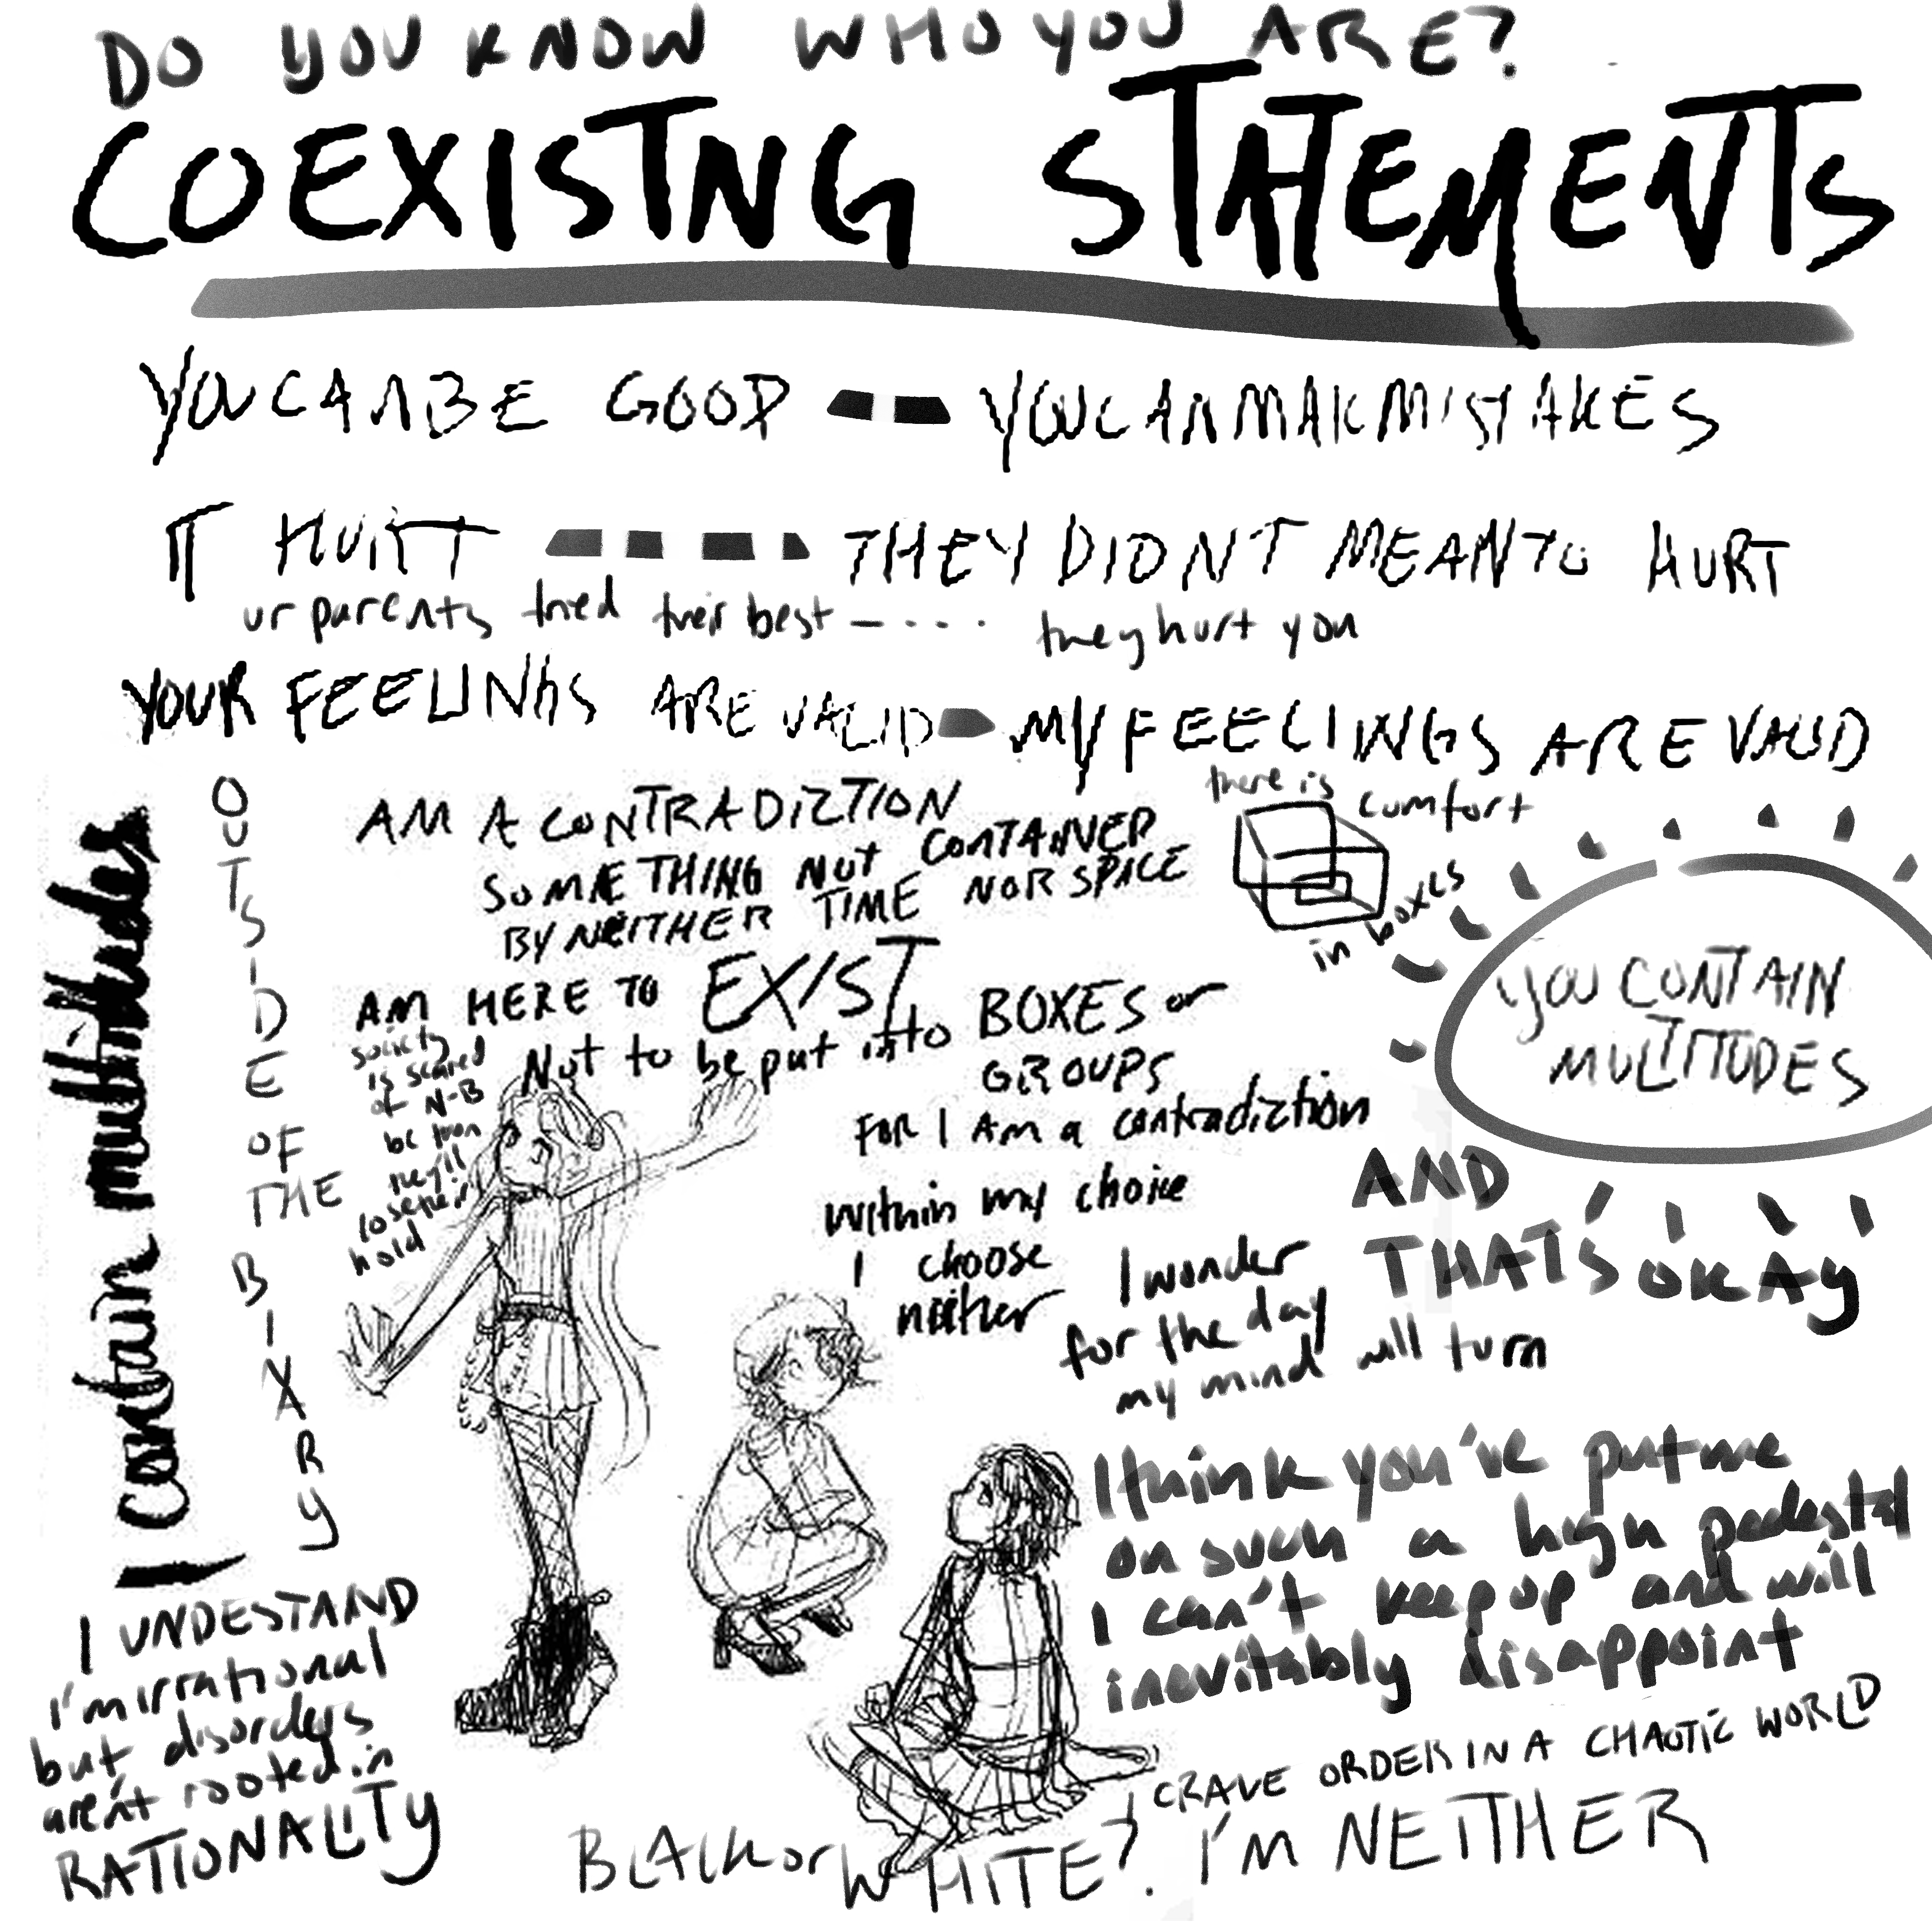 DO YOU KNOW WHO YOU ARE?
COEXISTNG STATEMENTS
YOU CAN BE GOOD -- YOU CAN MAK MISTAKES
IT HURT ---- THEY DIDN'T MEAN TO HURT
ur parents tried their best - .... they hurt you
YOUR FEELINGS ARE VALID - MY FEELINGS ARE VALID
I contain multitudes
OUTSIDE OF THE BINARY
AM A CONTRADICTION
SOMETHING NOT CONTAINED
BY NEITHER TIME NOR SPACE
there is comfort
in boxes
AM HERE TO EXIST
Not to be put into BOXES or
GROUPS
society
is scared
of N-B
they'll
lose their
hold
FOR I AM a contradiction
within my choice
I choose
neither
YOU CONTAIN
MULTITUDES
AND
THATS OKAY
I wonder
for the day
my mind will turn
I think you've put me
on such a high pedestal
I can't keep up and will
inevitably disappoint
I UNDESTAND
I'm irrational
but disorders
aren't rooted in
RATIONALITY
I CRAVE ORDER IN A CHAOTIC WORLD
BLACK or WHITE? I'M NEITHER